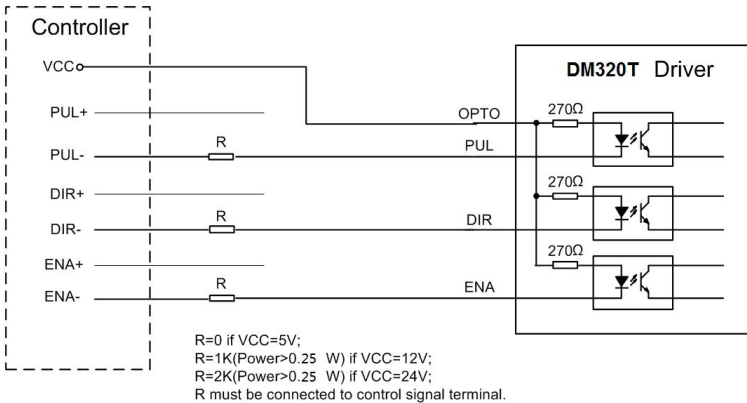 Controller
VCC
DM320T Driver
PUL+
OPTO
270Ω
PUL-
R
PUL
DIR+
270Ω
DIR-
R
DIR
ENA+
270Ω
ENA-
R
ENA
R=0 if VCC=5V;
R=1K(Power>0.25 W) if VCC=12V;
R=2K(Power>0.25 W) if VCC=24V;
R must be connected to control signal terminal.